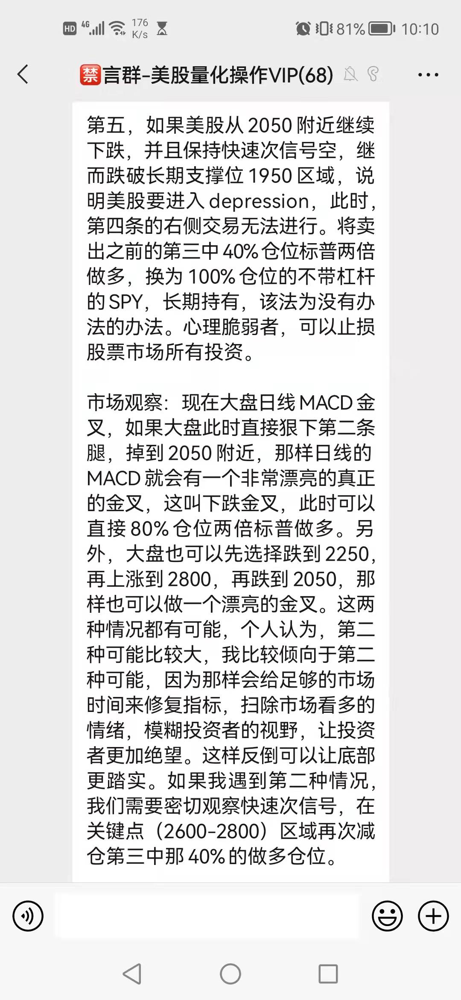 HD 4G 176 K/s 81% 10:10
禁言群-美股量化操作VIP(68)
第五，如果美股从2050附近继续
下跌，并且保持快速次信号空，继
而跌破长期支撑位1950区域，说
明美股要进入depression，此时，
第四条的右侧交易无法进行。将卖
出之前的第三中40%仓位标普两倍
做多，换为100%仓位的不带杠杆
的SPY，长期持有，该法为没有办
法的办法。心理脆弱者，可以止损
股票市场所有投资。
市场观察：现在大盘日线MACD金
叉，如果大盘此时直接狠下第二条
腿，掉到2050附近，那样日线的
MACD就会有一个非常漂亮的真正
的金叉，这叫下跌金叉，此时可以
直接80%仓位两倍标普做多。另
外，大盘也可以先选择跌到2250，
再上涨到2800，再跌到2050，那
样也可以做一个漂亮的金叉。这两
种情况都有可能，个人认为，第二
种可能比较大，我比较倾向于第二
种可能，因为那样会给足够的市场
时间来修复指标，扫除市场看多的
情绪，模糊投资者的视野，让投资
者更加绝望。这样反倒可以让底部
更踏实。如果我遇到第二种情况，
我们需要密切观察快速次信号，在
关键点（2600-2800）区域再次减
仓第三中那40%的做多仓位。